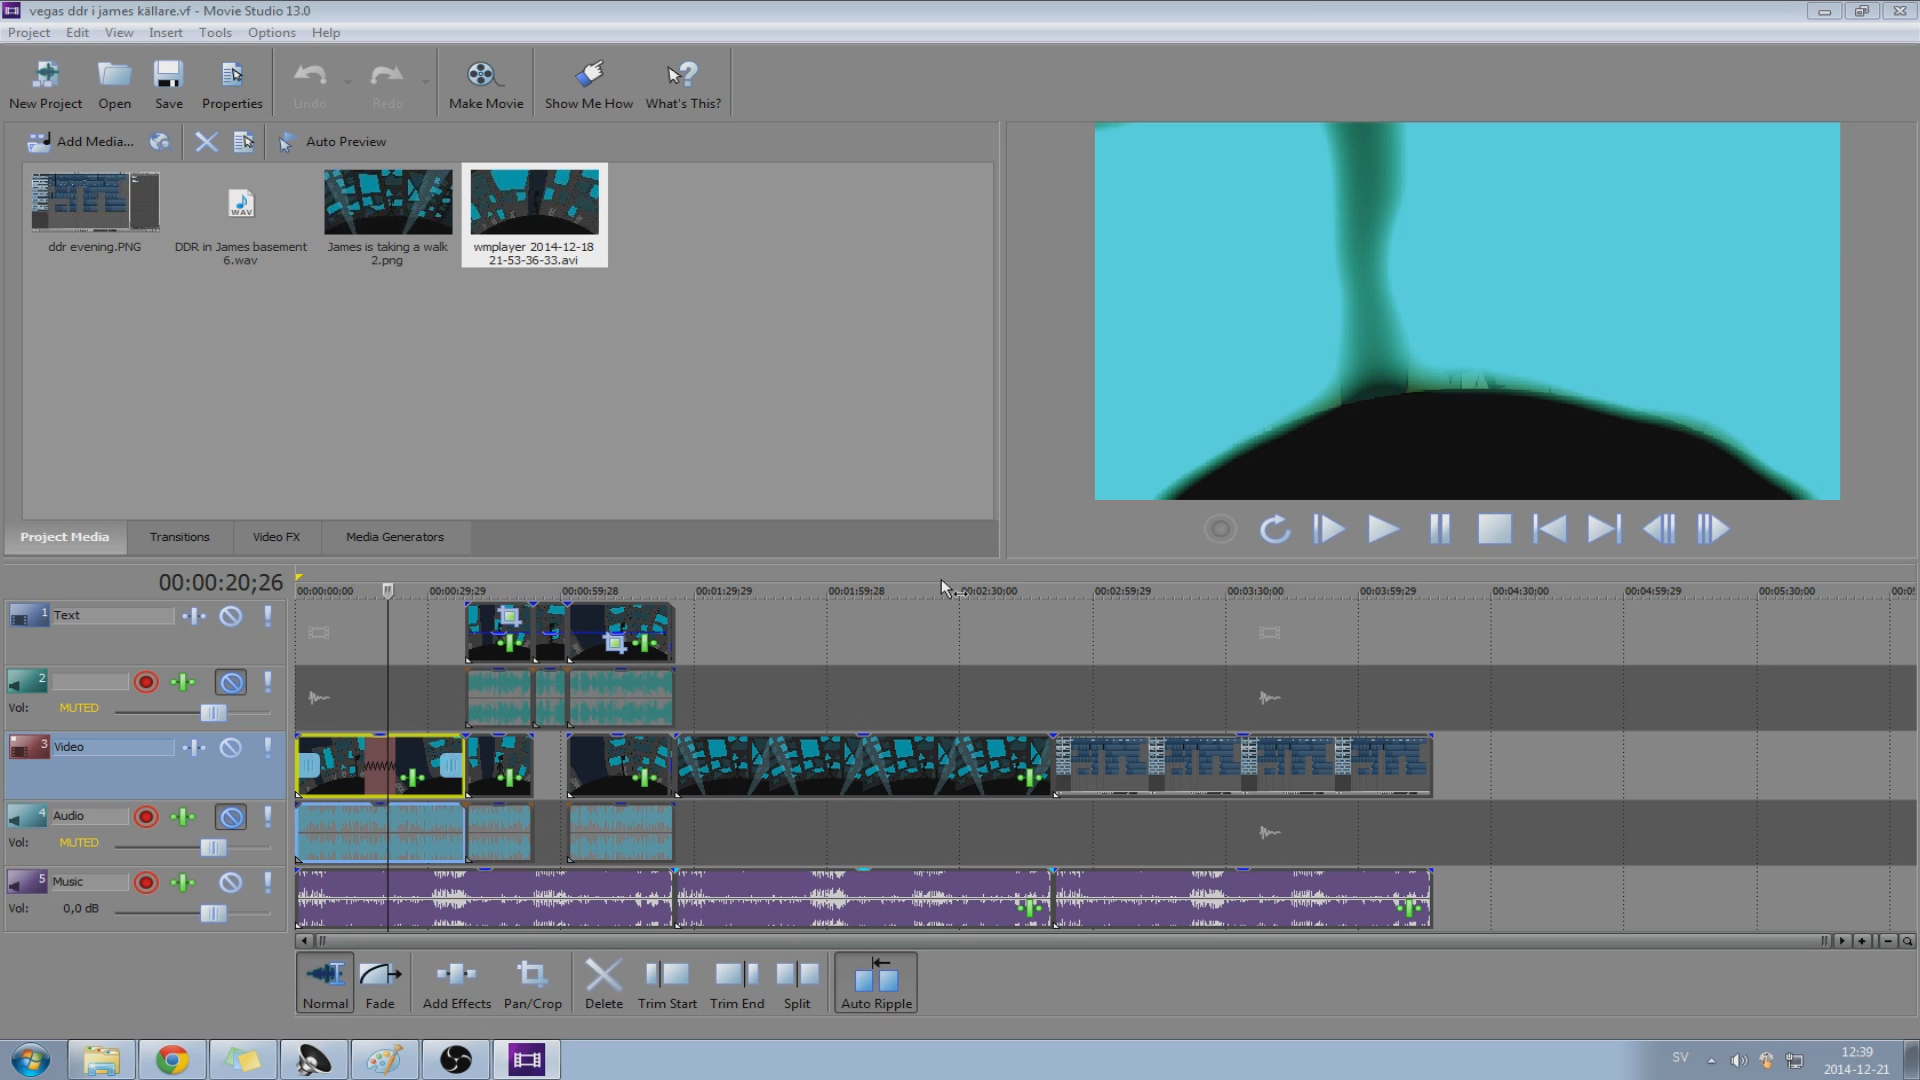 vegas ddr i james källare.vf - Movie Studio 13.0
Project Edit View Insert Tools Options Help
New Project Open Save Properties Undo Redo Make Movie Show Me How What's This?
Add Media... Auto Preview
WAV
ddr evening.PNG
DDR in James basement
6.wav
James is taking a walk
2.png
wmplayer 2014-12-18
21-53-36-33.avi
Project Media Transitions Video FX Media Generators
00:00:20;26
00:00:00;00 00:00:29;29 00:00:59;28 00:01:29;29 00:01:59;28 00:02:30;00 00:02:59;29 00:03:30;00 00:03:59;29 00:04:30;00 00:04:59;29 00:05:30;00
1 Text
2
Vol: MUTED
3 Video
4 Audio
Vol: MUTED
5 Music
Vol: 0,0 dB
Normal Fade Add Effects Pan/Crop Delete Trim Start Trim End Split Auto Ripple
SV
12:39
2014-12-21